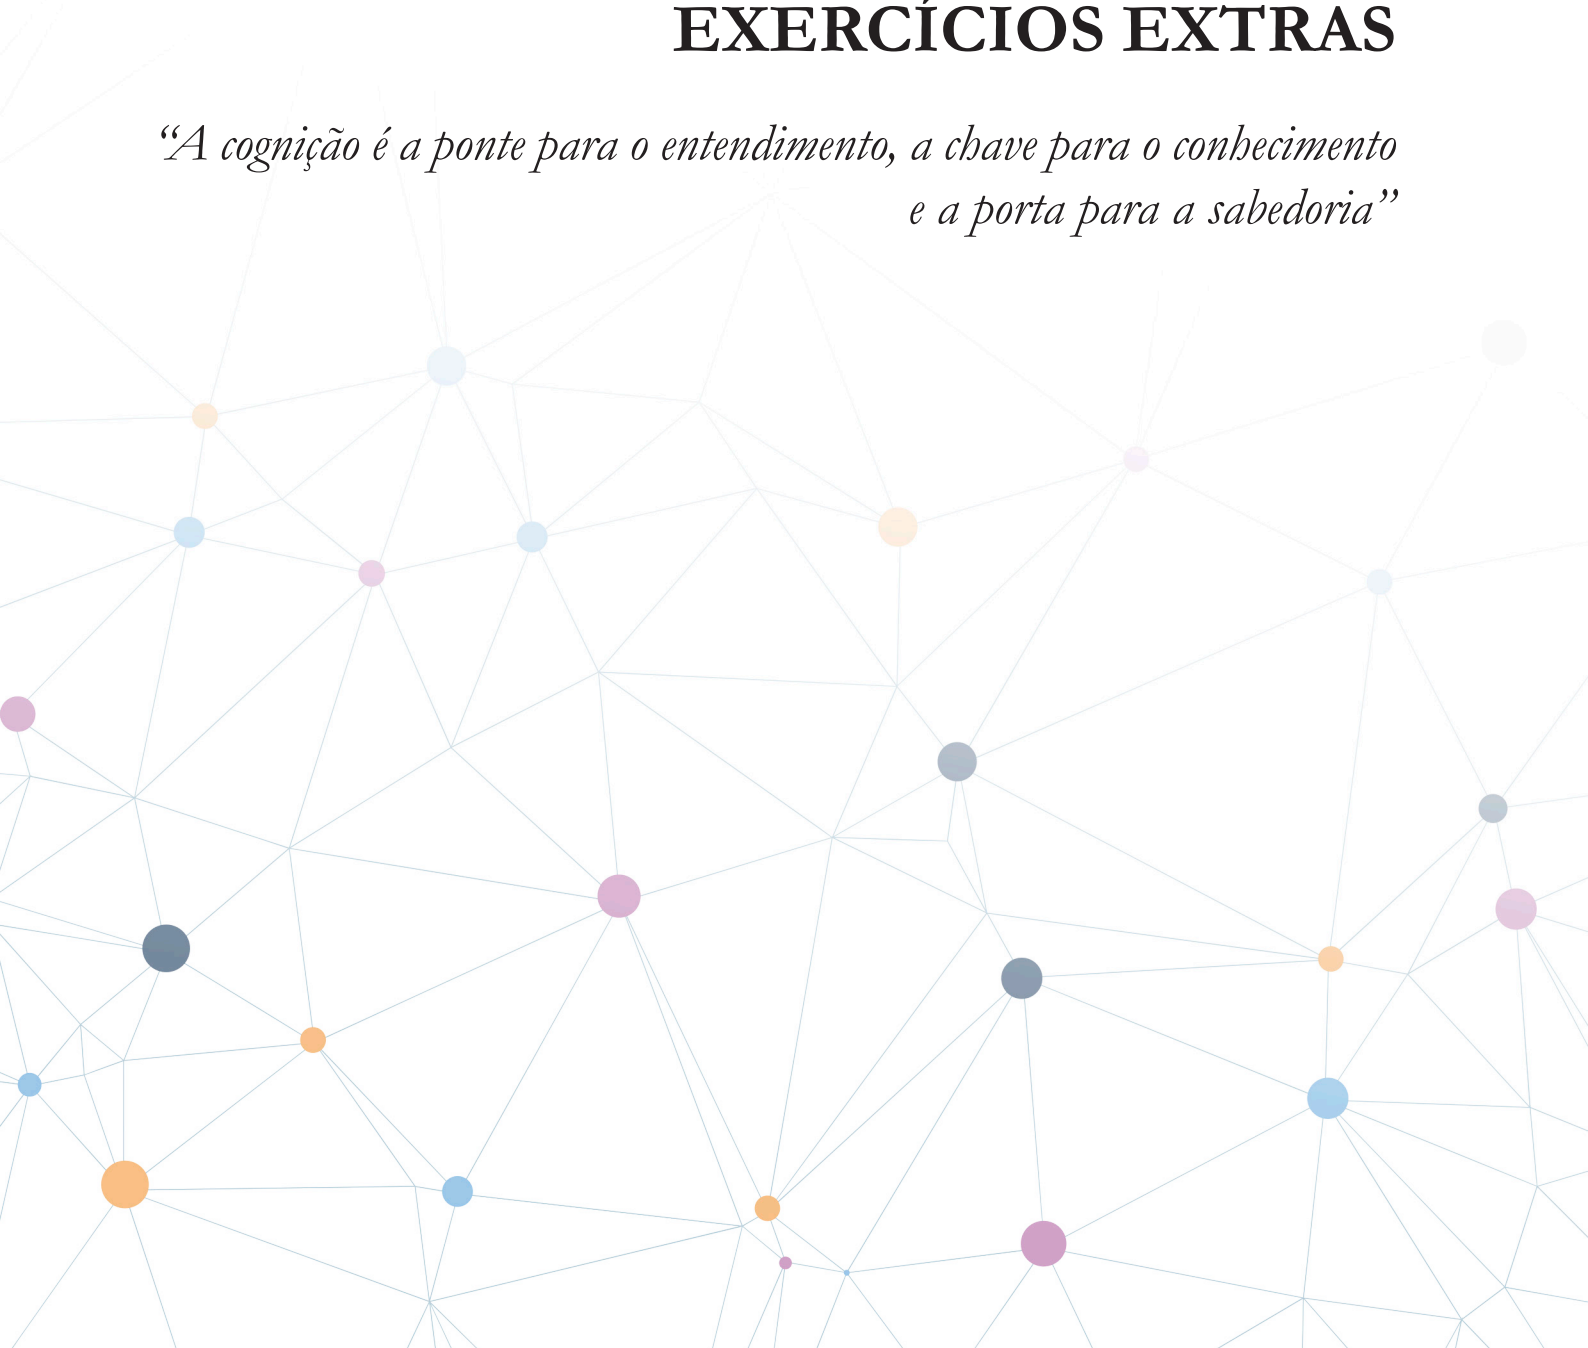 EXERCÍCIOS EXTRAS
“A cognição é a ponte para o entendimento, a chave para o conhecimento
e a porta para a sabedoria”